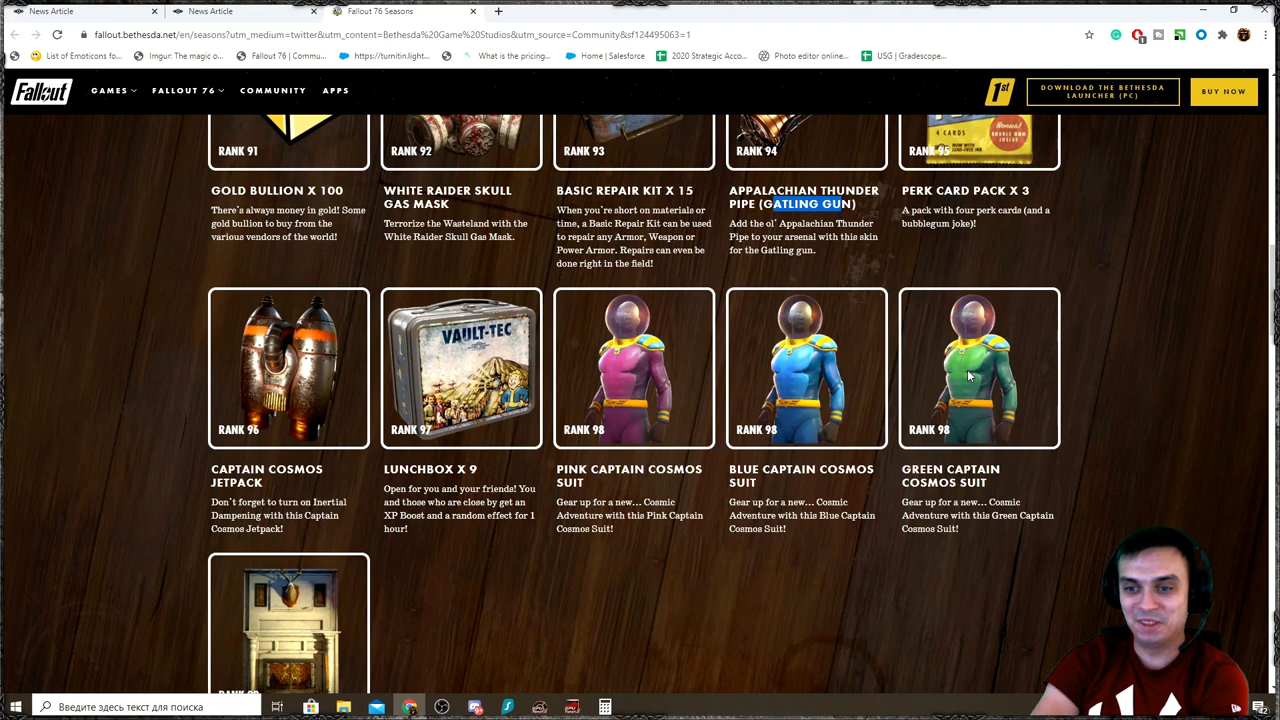 News Article
News Article
Fallout 76 Seasons
fallout.bethesda.net/en/seasons?utm_medium=twitter&utm_content=Bethesda%20Game%20Studios&utm_source=Community&sf124495063=1
List of Emoticons fo...
Imgur: The magic o...
Fallout 76 | Commu...
https://turnitin.light...
What is the pricing...
Home | Salesforce
2020 Strategic Acco...
Photo editor online...
USG | Gradescope...
Fallout
GAMES
FALLOUT 76
COMMUNITY
APPS
1st
DOWNLOAD THE BETHESDA
LAUNCHER (PC)
BUY NOW
RANK 91
RANK 92
RANK 93
RANK 94
4 CARDS
Bonus!
DOUBLE GUM
INSIDE
RANK 95
GOLD BULLION X 100
There's always money in gold! Some
gold bullion to buy from the
various vendors of the world!
WHITE RAIDER SKULL
GAS MASK
Terrorize the Wasteland with the
White Raider Skull Gas Mask.
BASIC REPAIR KIT X 15
When you're short on materials or
time, a Basic Repair Kit can be used
to repair any Armor, Weapon or
Power Armor. Repairs can even be
done right in the field!
APPALACHIAN THUNDER
PIPE (GATLING GUN)
Add the ol' Appalachian Thunder
Pipe to your arsenal with this skin
for the Gatling gun.
PERK CARD PACK X 3
A pack with four perk cards (and a
bubblegum joke)!
RANK 96
VAULT-TEC
RANK 97
RANK 98
RANK 98
RANK 98
CAPTAIN COSMOS
JETPACK
Don't forget to turn on Inertial
Dampening with this Captain
Cosmos Jetpack!
LUNCHBOX X 9
Open for you and your friends! You
and those who are close by get an
XP Boost and a random effect for 1
hour!
PINK CAPTAIN COSMOS
SUIT
Gear up for a new... Cosmic
Adventure with this Pink Captain
Cosmos Suit!
BLUE CAPTAIN COSMOS
SUIT
Gear up for a new... Cosmic
Adventure with this Blue Captain
Cosmos Suit!
GREEN CAPTAIN
COSMOS SUIT
Gear up for a new... Cosmic
Adventure with this Green Captain
Cosmos Suit!
Введите здесь текст для поиска